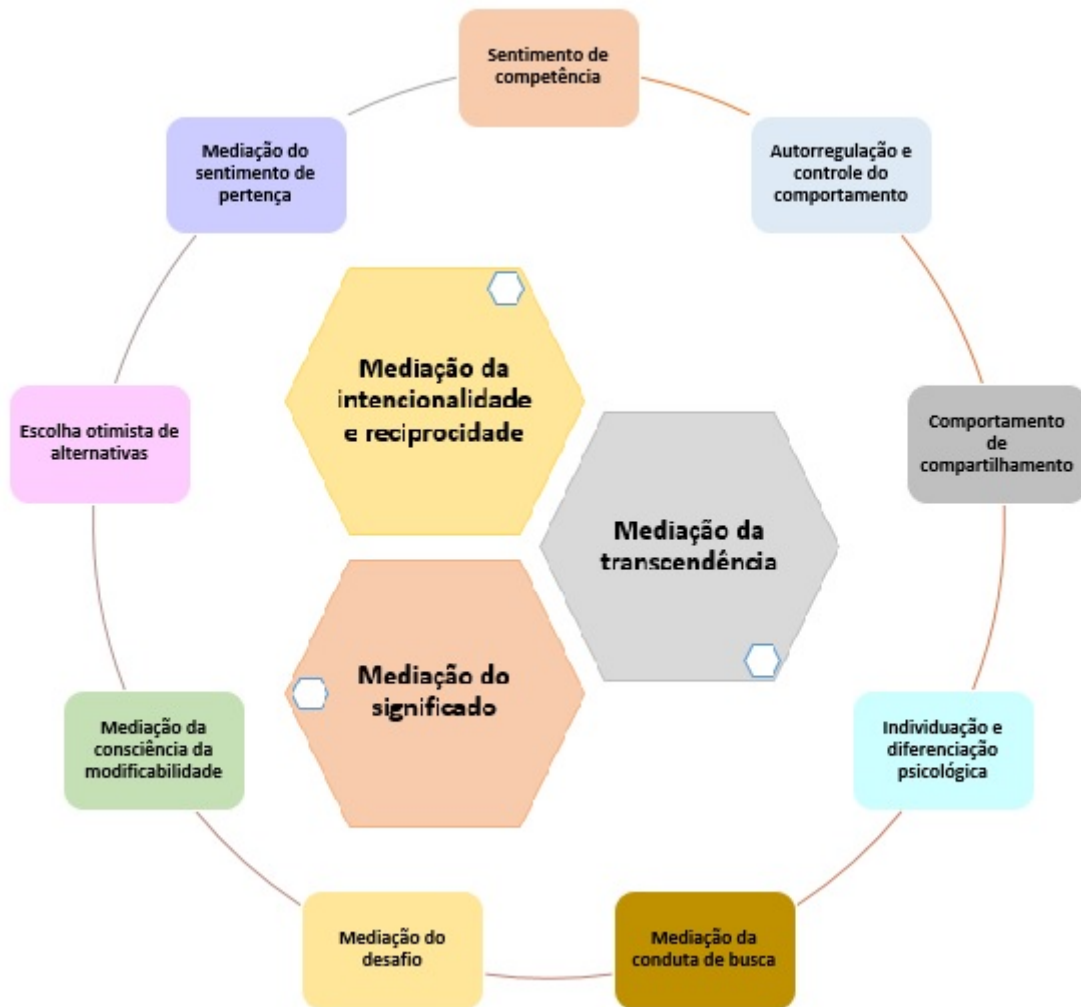 Sentimento de
competência
Autorregulação e
controle do
comportamento
Comportamento
de
compartilhamento
Individuação e
diferenciação
psicológica
Mediação da
conduta de busca
Mediação do
desafio
Mediação da
consciência da
modificabilidade
Escolha otimista de
alternativas
Mediação do
sentimento de
pertença
Mediação da
intencionalidade
e reciprocidade
Mediação da
transcendência
Mediação do
significado